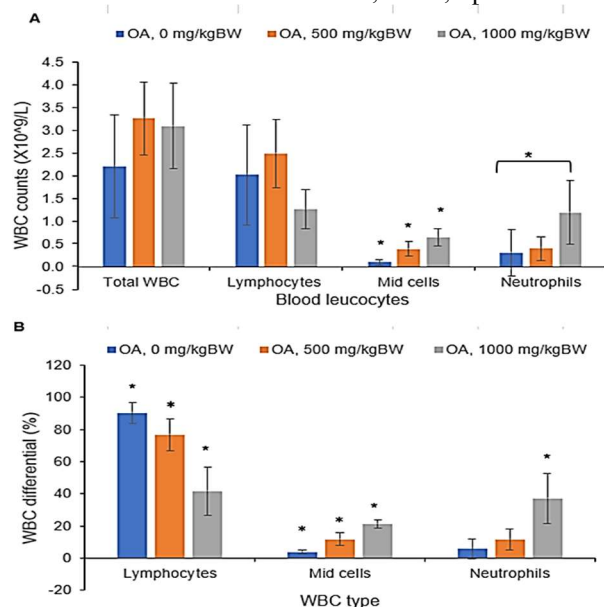 A
OA, 0 mg/kgBW OA, 500 mg/kgBW OA, 1000 mg/kgBW
WBC counts (X10^9/L)
4.5
4.0
3.5
3.0
2.5
2.0
1.5
1.0
0.5
0.0
-0.5
* * * *
Total WBC Lymphocytes Mid cells Neutrophils
Blood leucocytes
B
OA, 0 mg/kgBW OA, 500 mg/kgBW OA, 1000 mg/kgBW
WBC differential (%)
120
100
80
60
40
20
0
-20
* * * * * * *
Lymphocytes Mid cells Neutrophils
WBC type